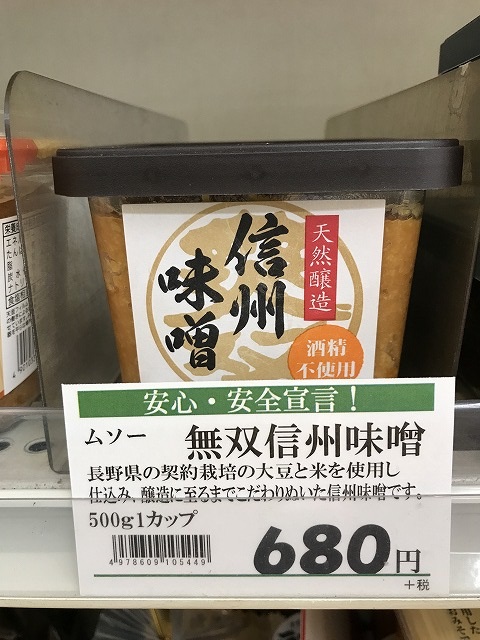 天然醸造
信州
味噌
酒精
不使用
安心・安全宣言！
ムソー 無双信州味噌
長野県の契約栽培の大豆と米を使用し
仕込み、醸造に至るまでこだわりぬいた信州味噌です。
500g1カップ
4978609105449
680円
+税